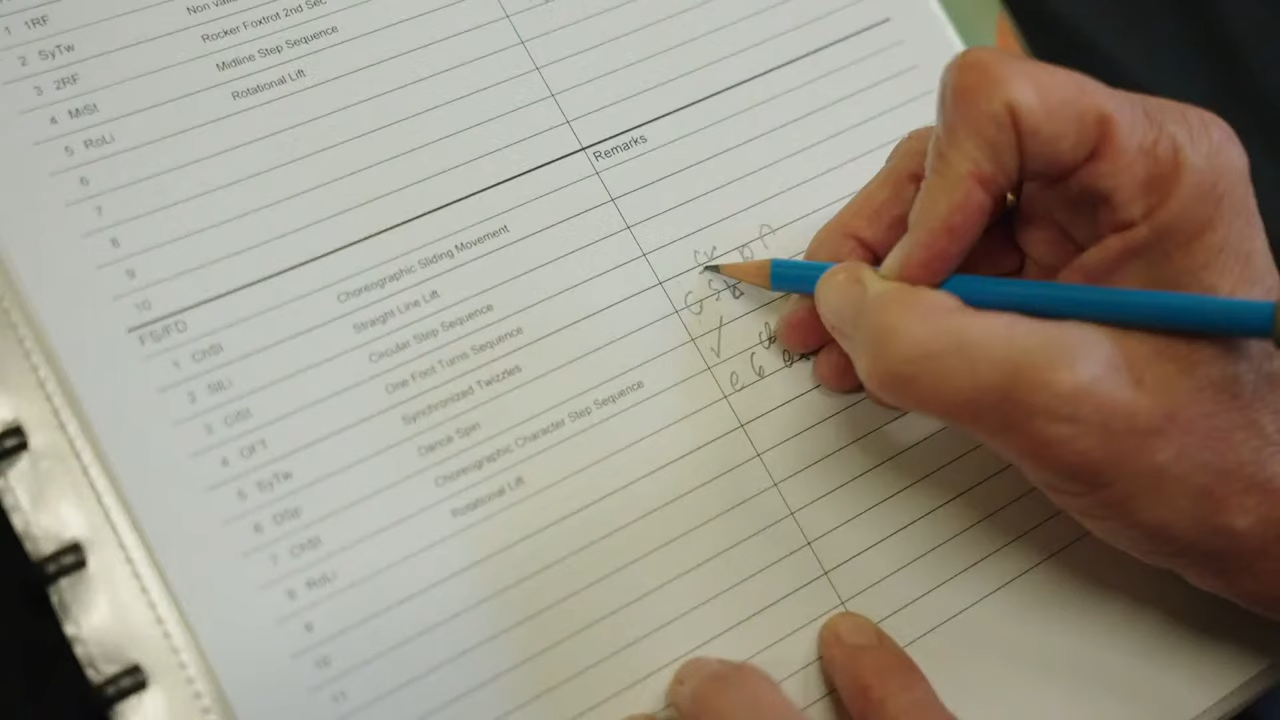 1 1RF Non vali
2 SyTw Rocker Foxtrot 2nd Sec
3 2RF Midline Step Sequence
4 MiSt Rotational Lift
5 RoLi
6
7
8
9
10
FS/FD Remarks
1 ChSl Choreographic Sliding Movement
2 SlLi Straight Line Lift
3 CiSt Circular Step Sequence
4 OFT One Foot Turns Sequence
5 SyTw Synchronized Twizzles
6 DSp Dance Spin
7 ChSt Choreographic Character Step Sequence
8 RoLi Rotational Lift
9
10
11